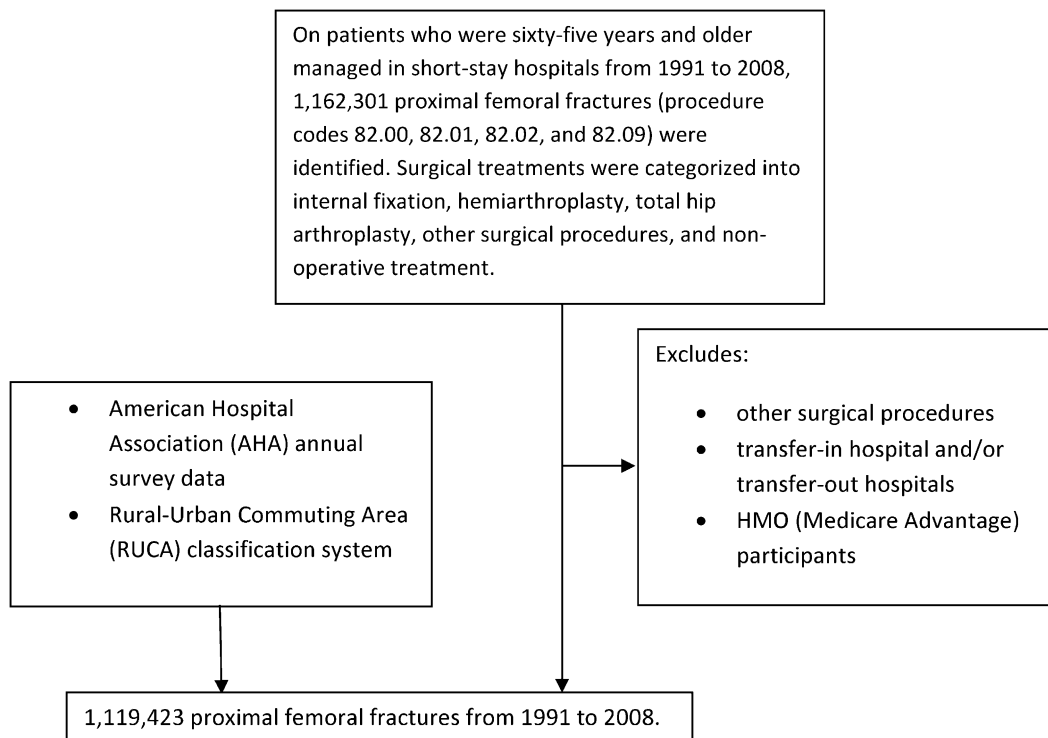 On patients who were sixty-five years and older
managed in short-stay hospitals from 1991 to 2008,
1,162,301 proximal femoral fractures (procedure
codes 82.00, 82.01, 82.02, and 82.09) were
identified. Surgical treatments were categorized into
internal fixation, hemiarthroplasty, total hip
arthroplasty, other surgical procedures, and non-
operative treatment.
Excludes:
• other surgical procedures
• transfer-in hospital and/or
transfer-out hospitals
• HMO (Medicare Advantage)
participants
• American Hospital
Association (AHA) annual
survey data
• Rural-Urban Commuting Area
(RUCA) classification system
1,119,423 proximal femoral fractures from 1991 to 2008.